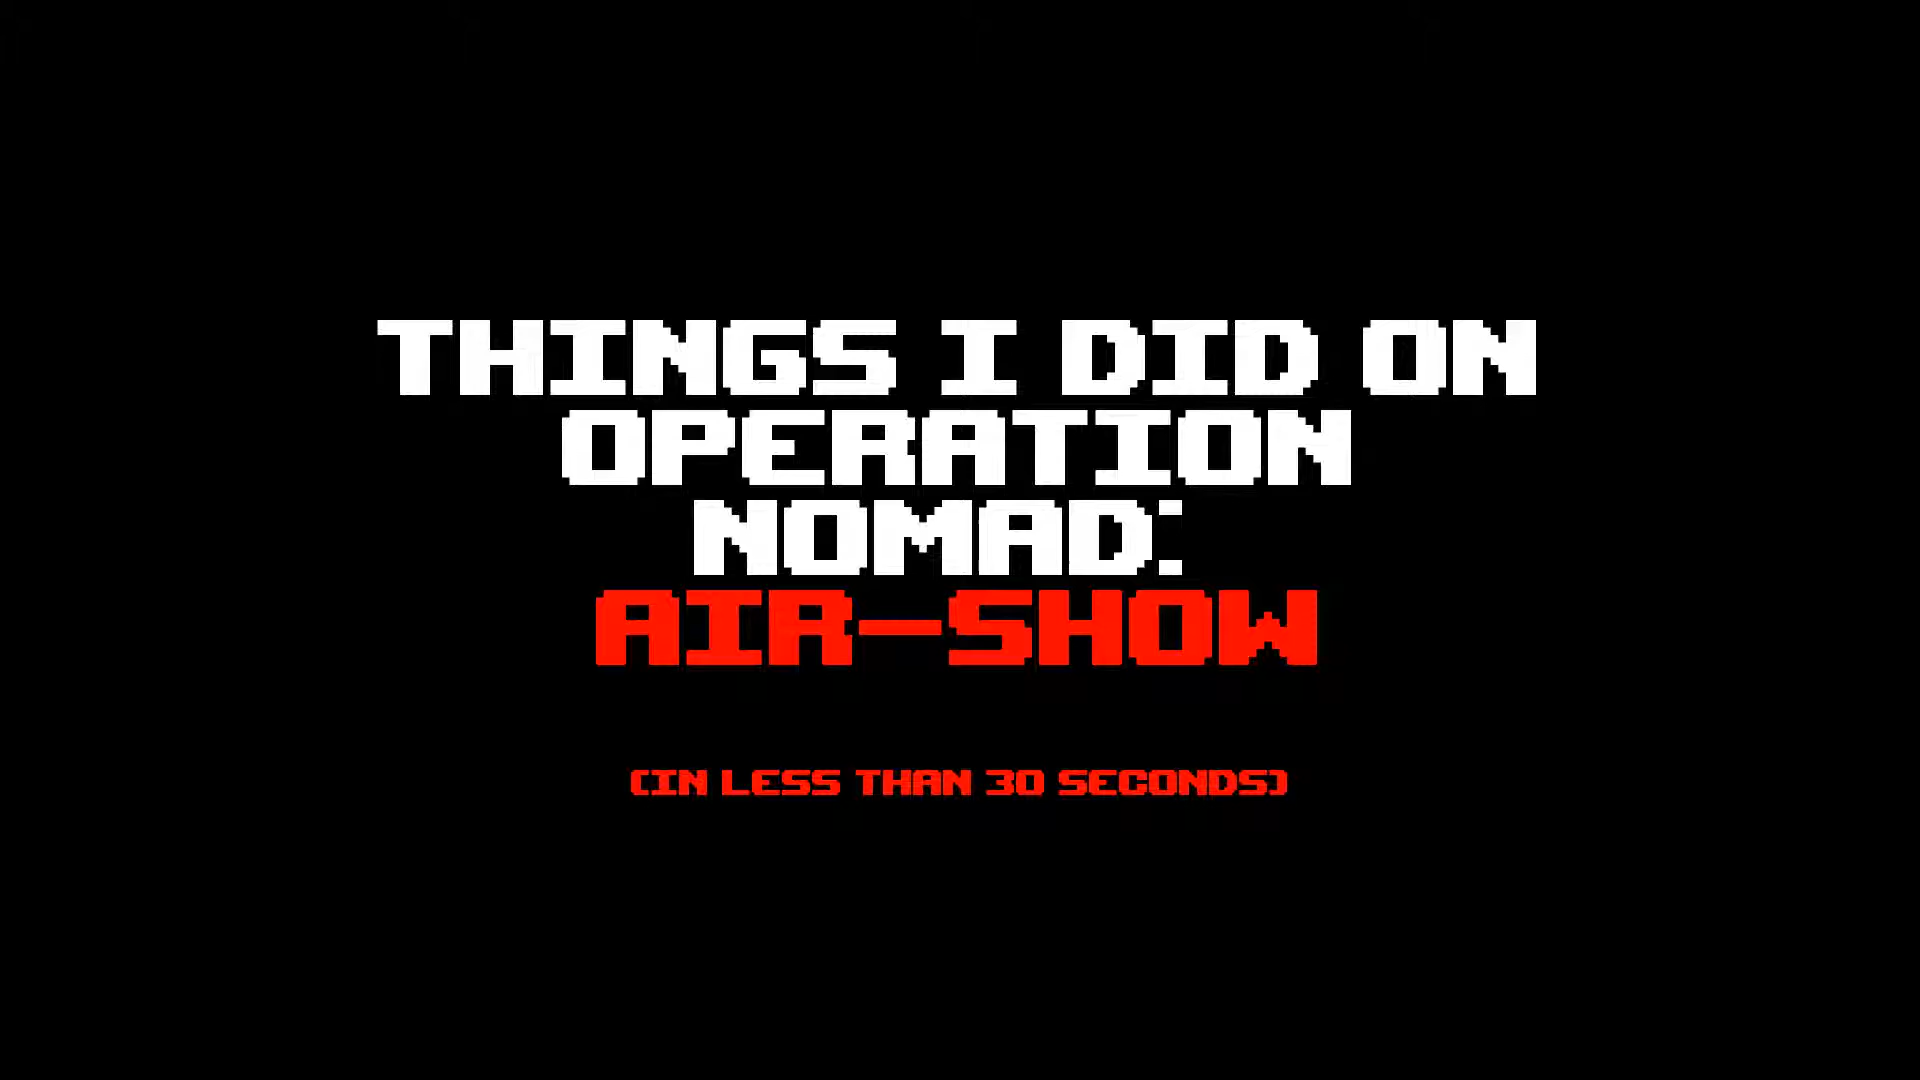 THINGS I DID ON
OPERATION
NOMAD:
AIR-SHOW
(IN LESS THAN 30 SECONDS)